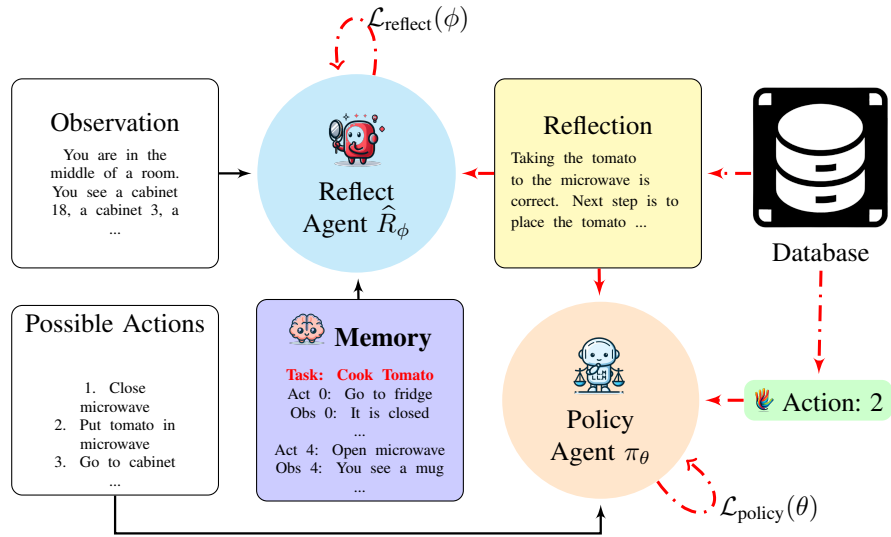 ℒreflect(ϕ)
Observation
You are in the
middle of a room.
You see a cabinet
18, a cabinet 3, a
...
Reflect
Agent R̂ϕ
Reflection
Taking the tomato
to the microwave is
correct. Next step is to
place the tomato ...
Database
Possible Actions
1. Close
microwave
2. Put tomato in
microwave
3. Go to cabinet
...
Memory
Task: Cook Tomato
Act 0: Go to fridge
Obs 0: It is closed
...
Act 4: Open microwave
Obs 4: You see a mug
...
LLM
Policy
Agent πθ
Action: 2
ℒpolicy(θ)